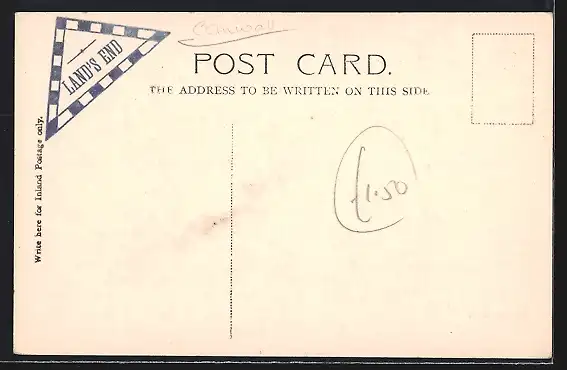 Cornwall
LAND'S END
POST CARD.
THE ADDRESS TO BE WRITTEN ON THIS SIDE
Write here for Inland Postage only.
£1.50